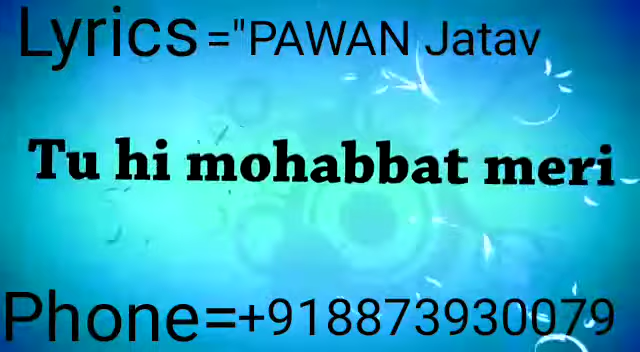 Lyrics="PAWAN Jatav
Tu hi mohabbat meri
Phone=+918873930079